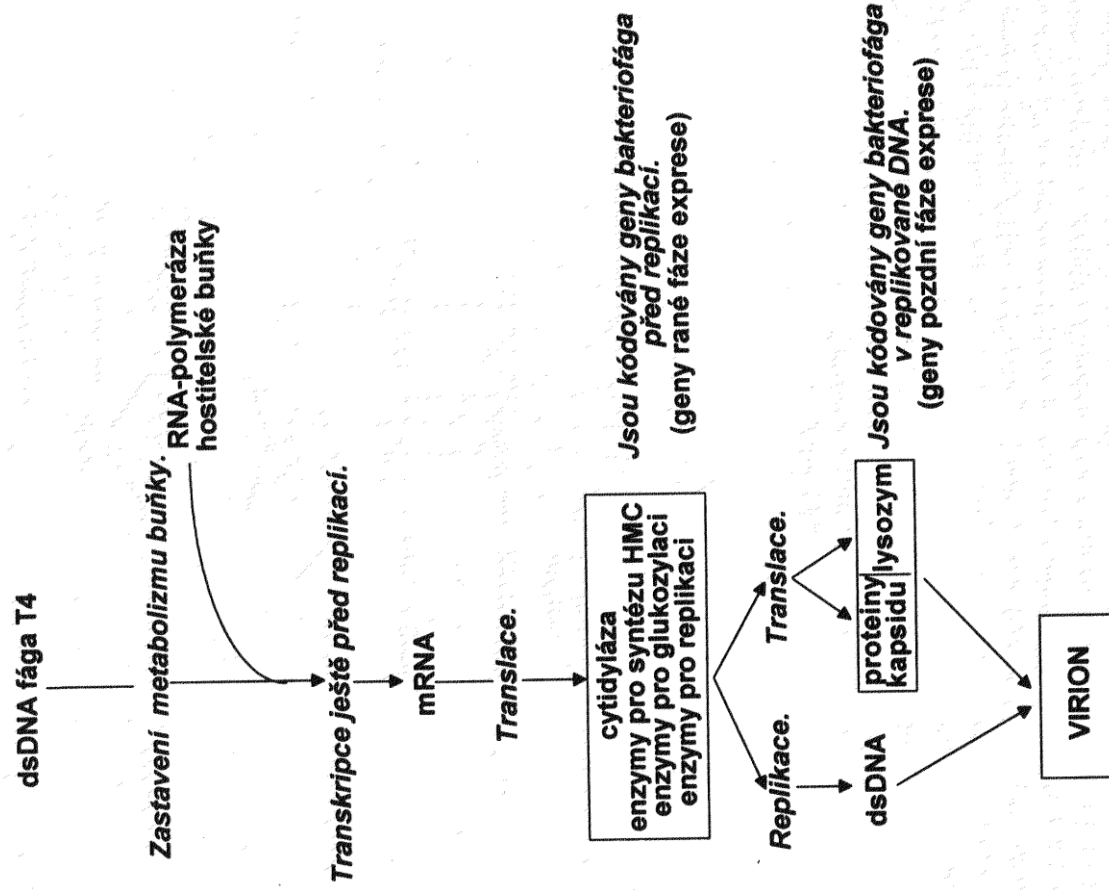 dsDNA fága T4
Zastavení metabolizmu buňky.
RNA-polymeráza
hostitelské buňky
Transkripce ještě před replikací.
mRNA
Translace.
cytidyláza
enzymy pro syntézu HMC
enzymy pro glukozylaci
enzymy pro replikaci
Jsou kódovány geny bakteriofága
před replikací.
(geny rané fáze exprese)
Replikace.
Translace.
dsDNA
proteiny
kapsidu
lysozym
Jsou kódovány geny bakteriofága
v replikované DNA.
(geny pozdní fáze exprese)
VIRION